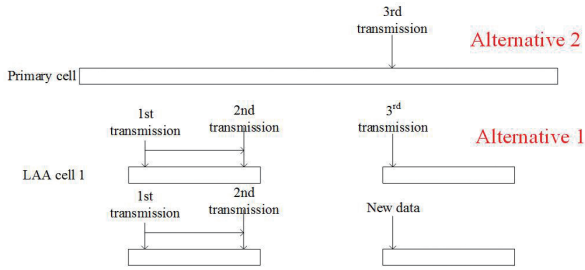 3rd
transmission
Alternative 2
Primary cell
1st
transmission
2nd
transmission
3rd
transmission
Alternative 1
LAA cell 1
1st
transmission
2nd
transmission
New data